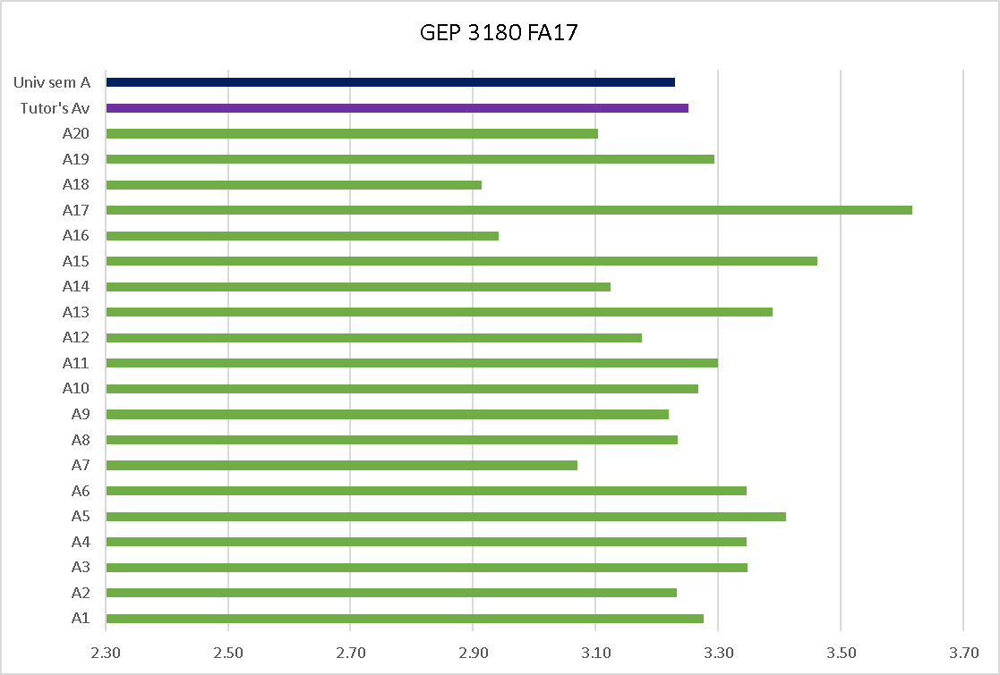 GEP 3180 FA17
Univ sem A
Tutor's Av
A20
A19
A18
A17
A16
A15
A14
A13
A12
A11
A10
A9
A8
A7
A6
A5
A4
A3
A2
A1
2.30 2.50 2.70 2.90 3.10 3.30 3.50 3.70